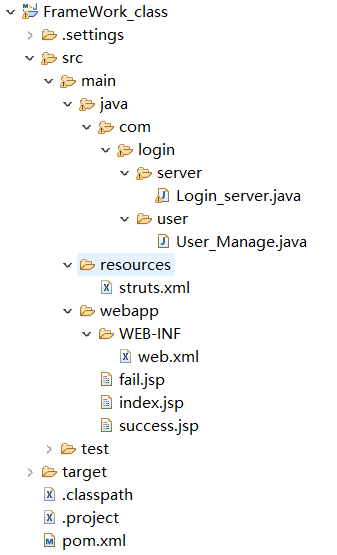 FrameWork_class
.settings
src
main
java
com
login
server
Login_server.java
user
User_Manage.java
resources
struts.xml
webapp
WEB-INF
web.xml
fail.jsp
index.jsp
success.jsp
test
target
.classpath
.project
pom.xml